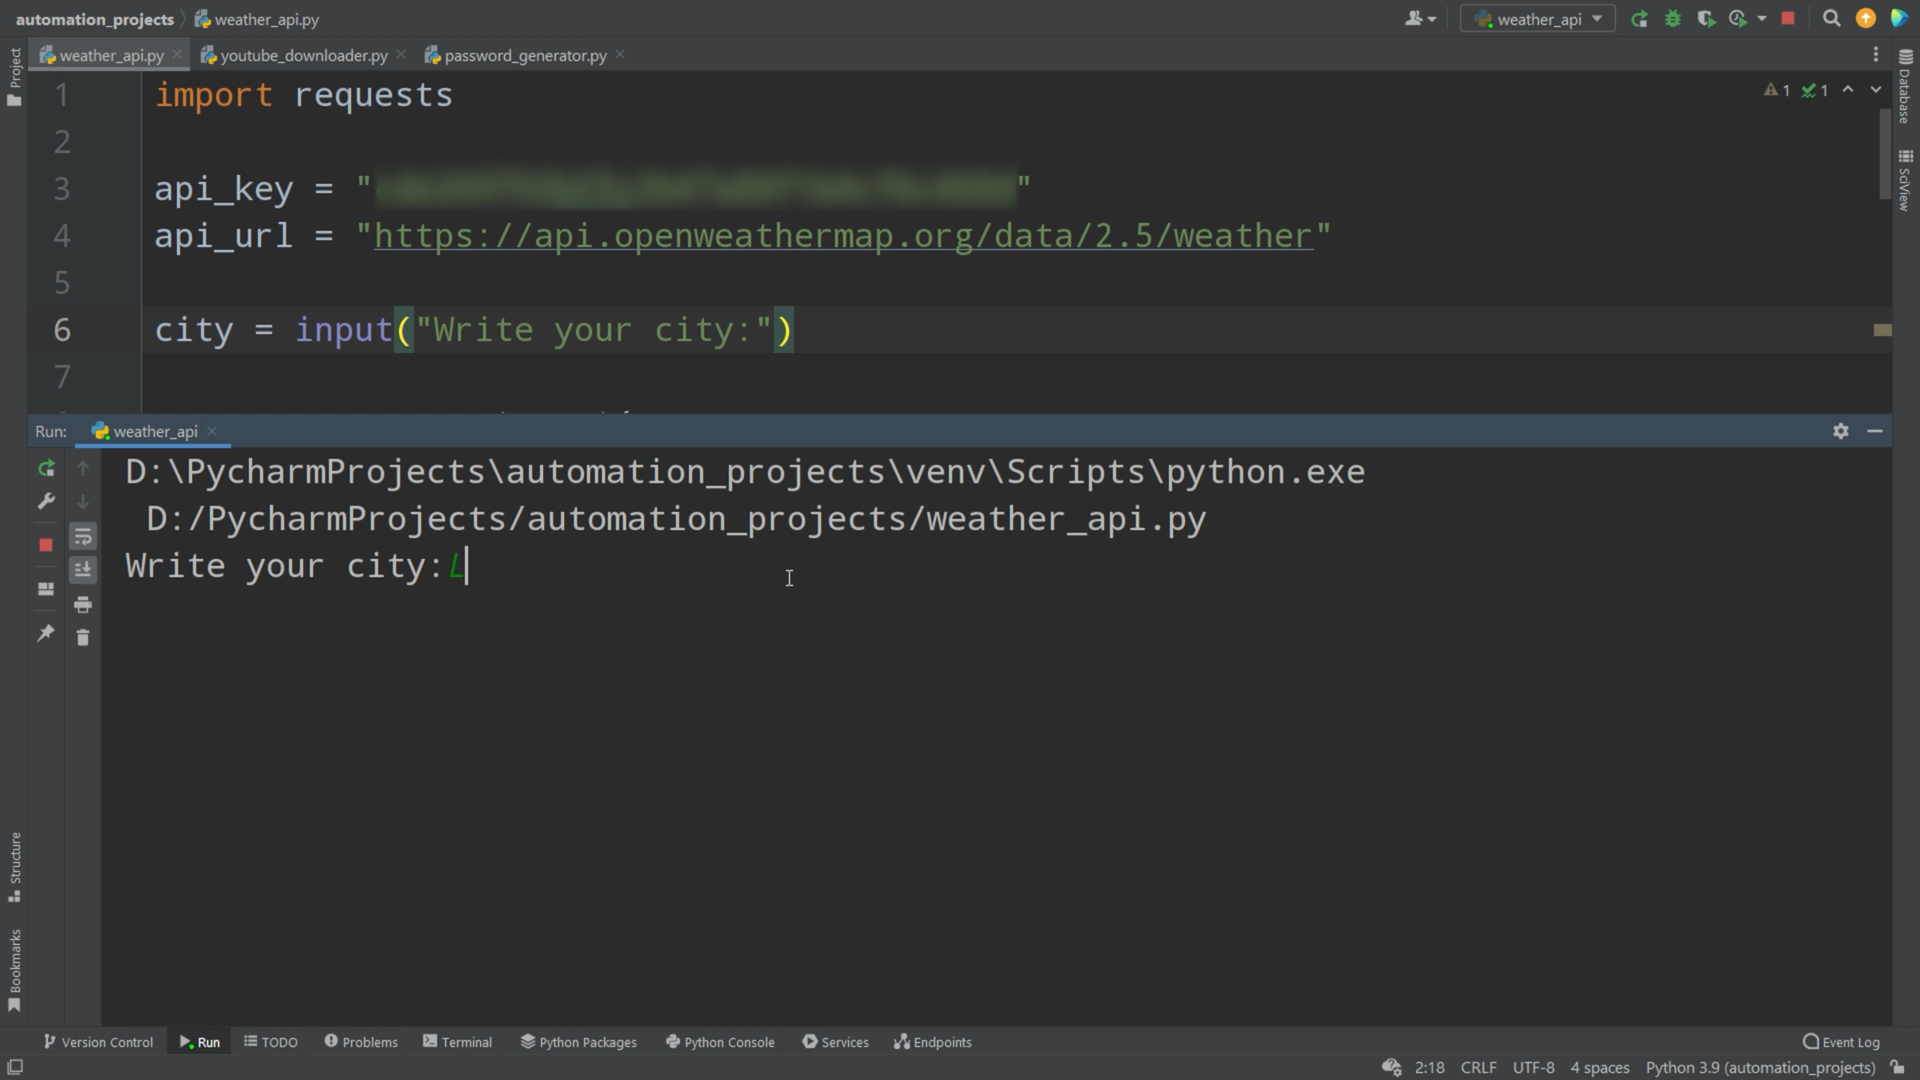 automation_projects weather_api.py weather_api
weather_api.py youtube_downloader.py password_generator.py
Project
Database
SciView
1 import requests 1 1
2
3 api_key = " "
4 api_url = "https://api.openweathermap.org/data/2.5/weather"
5
6 city = input("Write your city:")
7
Run: weather_api
D:\PycharmProjects\automation_projects\venv\Scripts\python.exe
D:/PycharmProjects/automation_projects/weather_api.py
Write your city:L
Structure
Bookmarks
Version Control Run TODO Problems Terminal Python Packages Python Console Services Endpoints Event Log
2:18 CRLF UTF-8 4 spaces Python 3.9 (automation_projects)